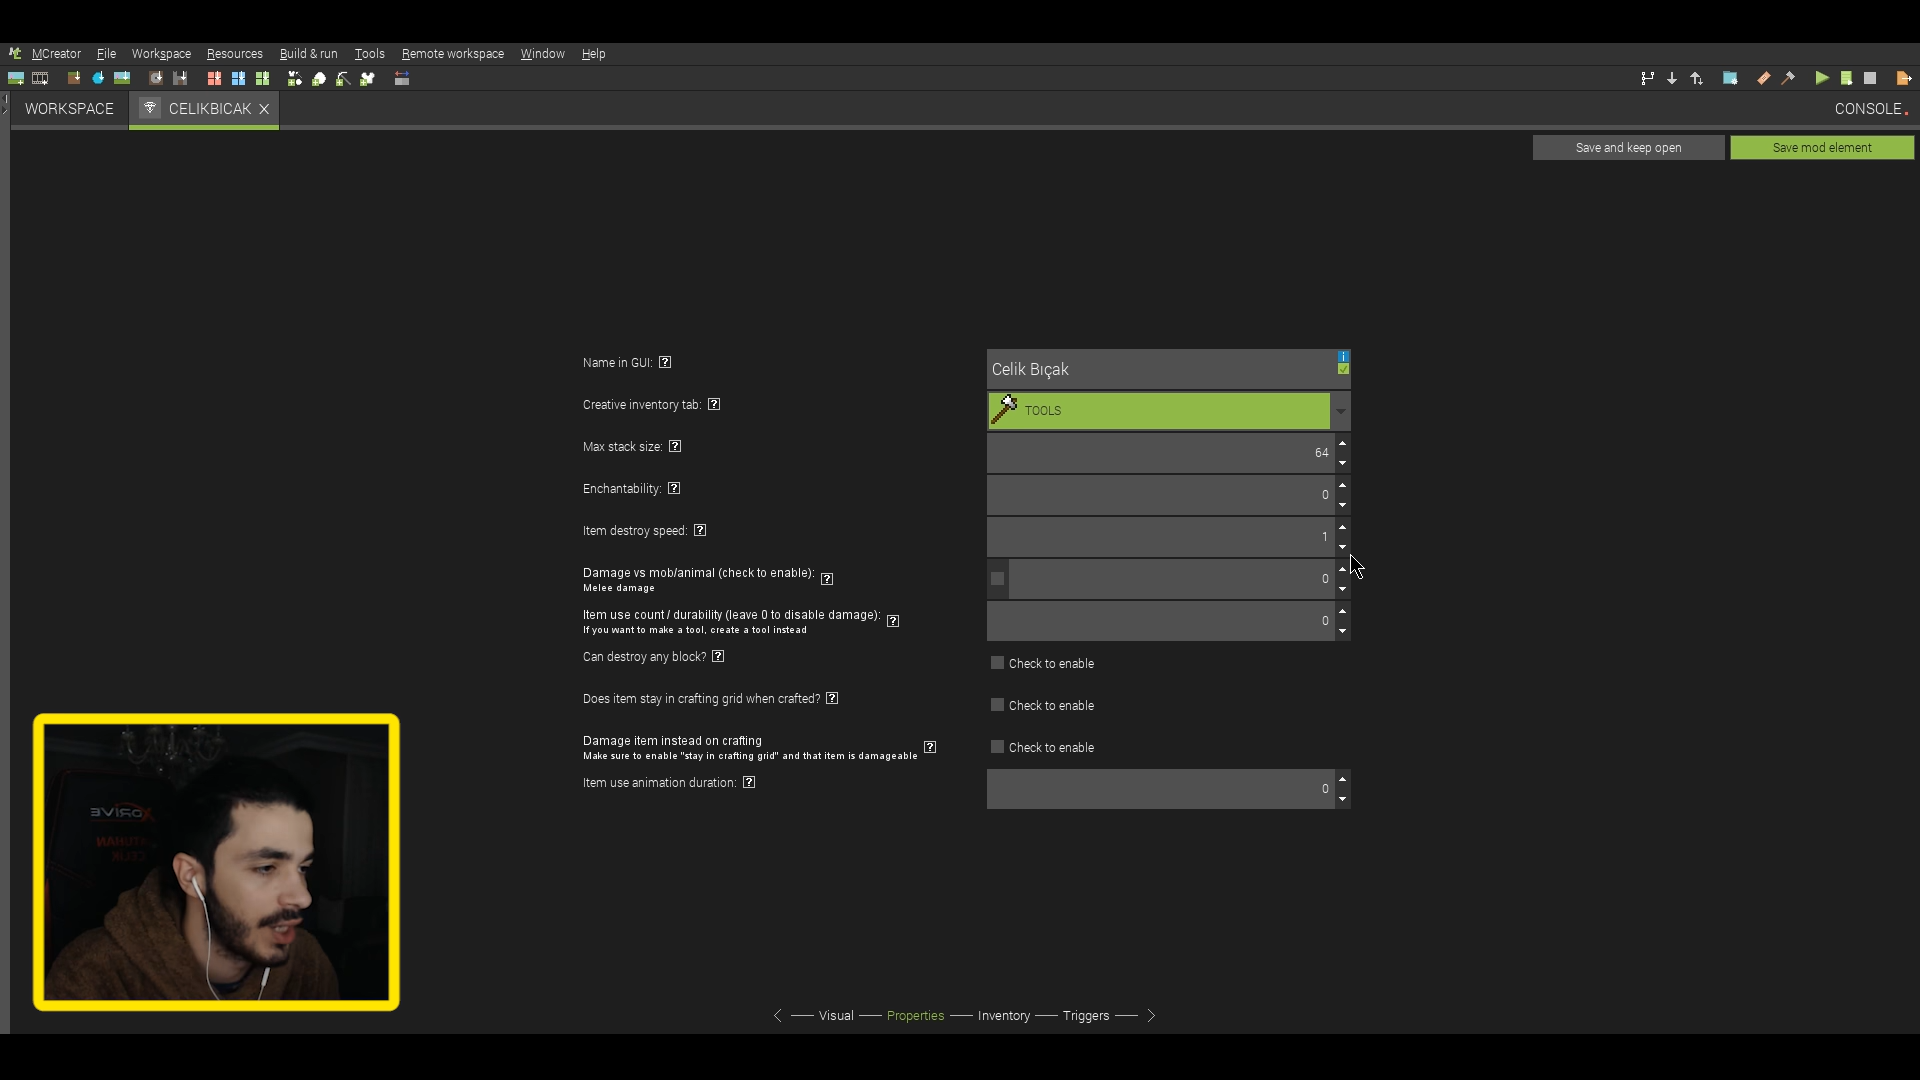 MCreator File Workspace Resources Build & run Tools Remote workspace Window Help
WORKSPACE CELIKBICAK CONSOLE
Save and keep open Save mod element
Name in GUI: ? Celik Bıçak
Creative inventory tab: ? TOOLS
Max stack size: ? 64
Enchantability: ? 0
Item destroy speed: ? 1
Damage vs mob/animal (check to enable): ? 0
Melee damage
Item use count / durability (leave 0 to disable damage): ? 0
If you want to make a tool, create a tool instead
Can destroy any block? ? Check to enable
Does item stay in crafting grid when crafted? ? Check to enable
Damage item instead on crafting ? Check to enable
Make sure to enable "stay in crafting grid" and that item is damageable
Item use animation duration: ? 0
Visual Properties Inventory Triggers